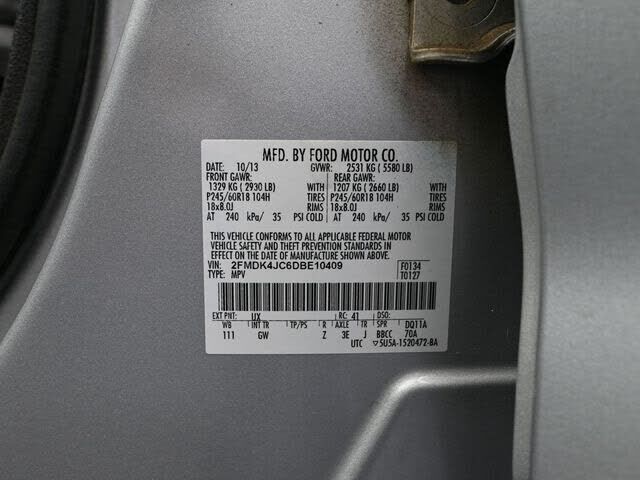 MFD. BY FORD MOTOR CO.
DATE: 10/13 GVWR: 2531 KG ( 5580 LB)
FRONT GAWR: REAR GAWR:
1329 KG ( 2930 LB) WITH 1207 KG ( 2660 LB) WITH
P245/60R18 104H TIRES P245/60R18 104H TIRES
18x8.0J RIMS 18x8.0J RIMS
AT 240 kPa/ 35 PSI COLD AT 240 kPa/ 35 PSI COLD
THIS VEHICLE CONFORMS TO ALL APPLICABLE FEDERAL MOTOR
VEHICLE SAFETY AND THEFT PREVENTION STANDARDS IN
EFFECT ON THE DATE OF MANUFACTURE SHOWN ABOVE.
VIN: 2FMDK4JC6DBE10409 F0134
TYPE: MPV T0127
EXT PNT: UX RC: 41 DSO:
WB INT TR TP/PS R AXLE TR SPR DQ11A
111 GW Z 3E J BBCC 70A
UTC ▽5U5A-1520472-BA